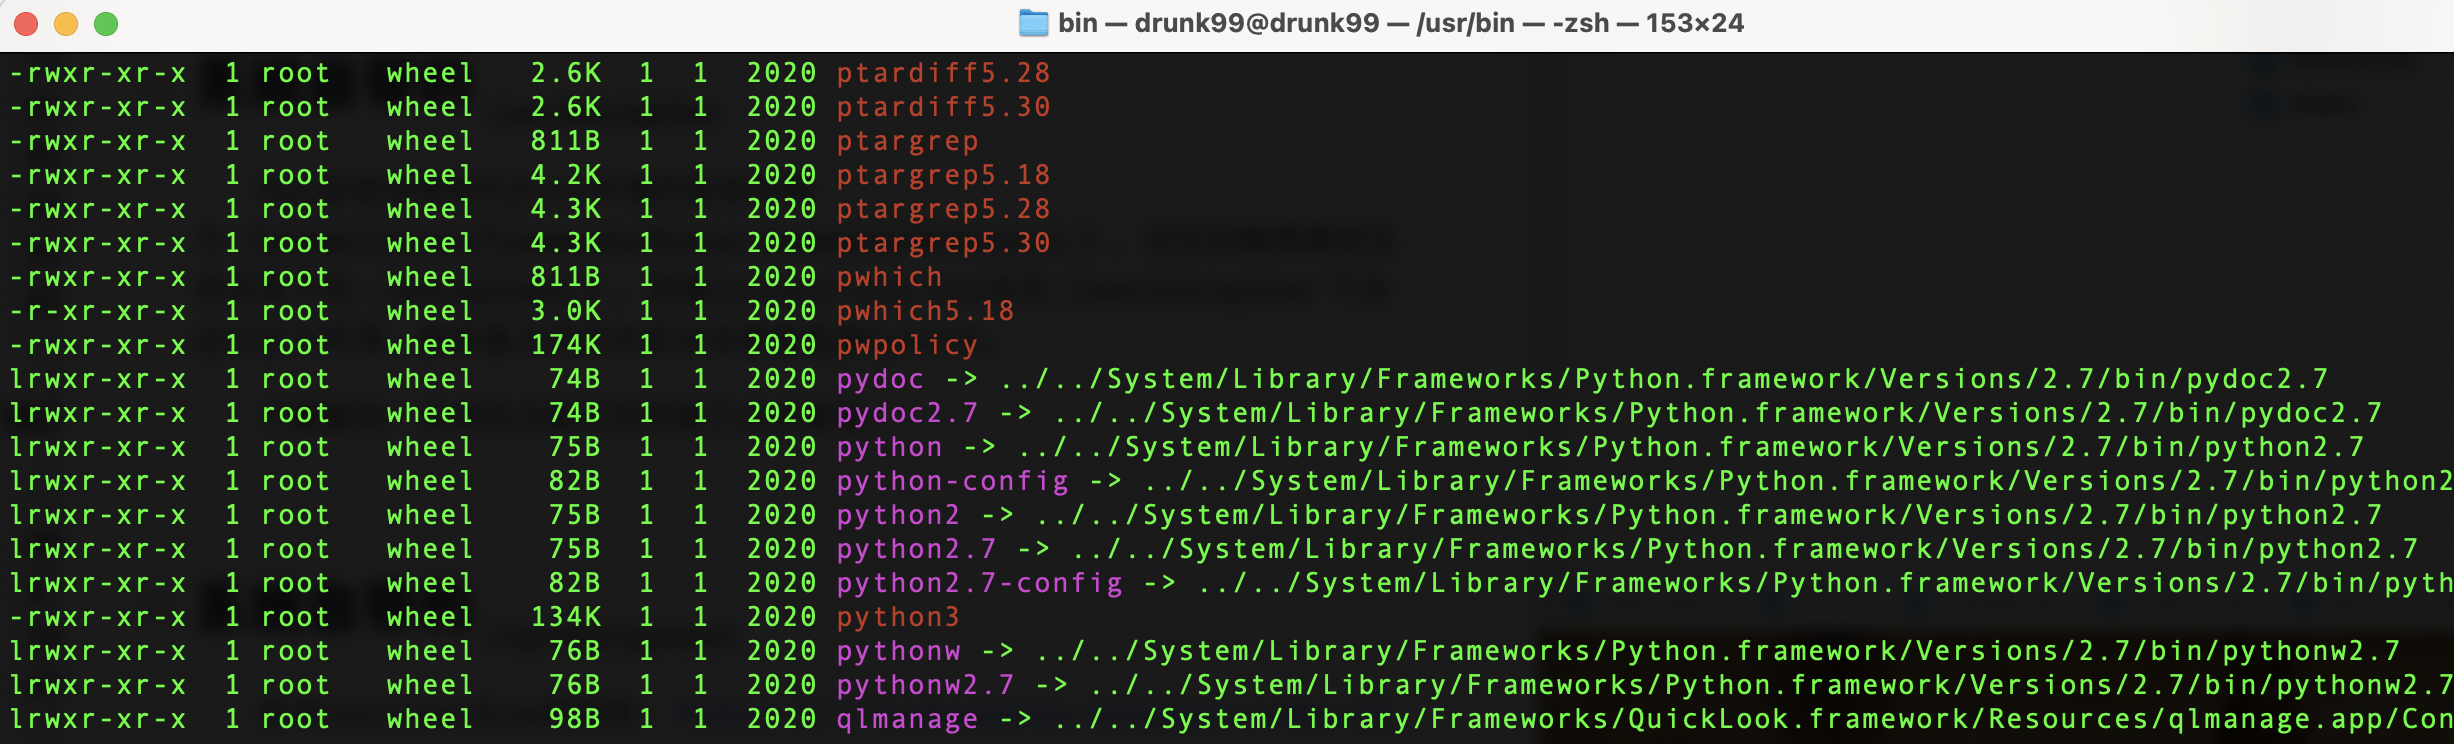 bin — drunk99@drunk99 — /usr/bin — -zsh — 153×24
-rwxr-xr-x 1 root wheel 2.6K 1 1 2020 ptardiff5.28
-rwxr-xr-x 1 root wheel 2.6K 1 1 2020 ptardiff5.30
-rwxr-xr-x 1 root wheel 811B 1 1 2020 ptargrep
-rwxr-xr-x 1 root wheel 4.2K 1 1 2020 ptargrep5.18
-rwxr-xr-x 1 root wheel 4.3K 1 1 2020 ptargrep5.28
-rwxr-xr-x 1 root wheel 4.3K 1 1 2020 ptargrep5.30
-rwxr-xr-x 1 root wheel 811B 1 1 2020 pwhich
-r-xr-xr-x 1 root wheel 3.0K 1 1 2020 pwhich5.18
-rwxr-xr-x 1 root wheel 174K 1 1 2020 pwpolicy
lrwxr-xr-x 1 root wheel 74B 1 1 2020 pydoc -> ../../System/Library/Frameworks/Python.framework/Versions/2.7/bin/pydoc2.7
lrwxr-xr-x 1 root wheel 74B 1 1 2020 pydoc2.7 -> ../../System/Library/Frameworks/Python.framework/Versions/2.7/bin/pydoc2.7
lrwxr-xr-x 1 root wheel 75B 1 1 2020 python -> ../../System/Library/Frameworks/Python.framework/Versions/2.7/bin/python2.7
lrwxr-xr-x 1 root wheel 82B 1 1 2020 python-config -> ../../System/Library/Frameworks/Python.framework/Versions/2.7/bin/python2
lrwxr-xr-x 1 root wheel 75B 1 1 2020 python2 -> ../../System/Library/Frameworks/Python.framework/Versions/2.7/bin/python2.7
lrwxr-xr-x 1 root wheel 75B 1 1 2020 python2.7 -> ../../System/Library/Frameworks/Python.framework/Versions/2.7/bin/python2.7
lrwxr-xr-x 1 root wheel 82B 1 1 2020 python2.7-config -> ../../System/Library/Frameworks/Python.framework/Versions/2.7/bin/pyth
-rwxr-xr-x 1 root wheel 134K 1 1 2020 python3
lrwxr-xr-x 1 root wheel 76B 1 1 2020 pythonw -> ../../System/Library/Frameworks/Python.framework/Versions/2.7/bin/pythonw2.7
lrwxr-xr-x 1 root wheel 76B 1 1 2020 pythonw2.7 -> ../../System/Library/Frameworks/Python.framework/Versions/2.7/bin/pythonw2.7
lrwxr-xr-x 1 root wheel 98B 1 1 2020 qlmanage -> ../../System/Library/Frameworks/QuickLook.framework/Resources/qlmanage.app/Con